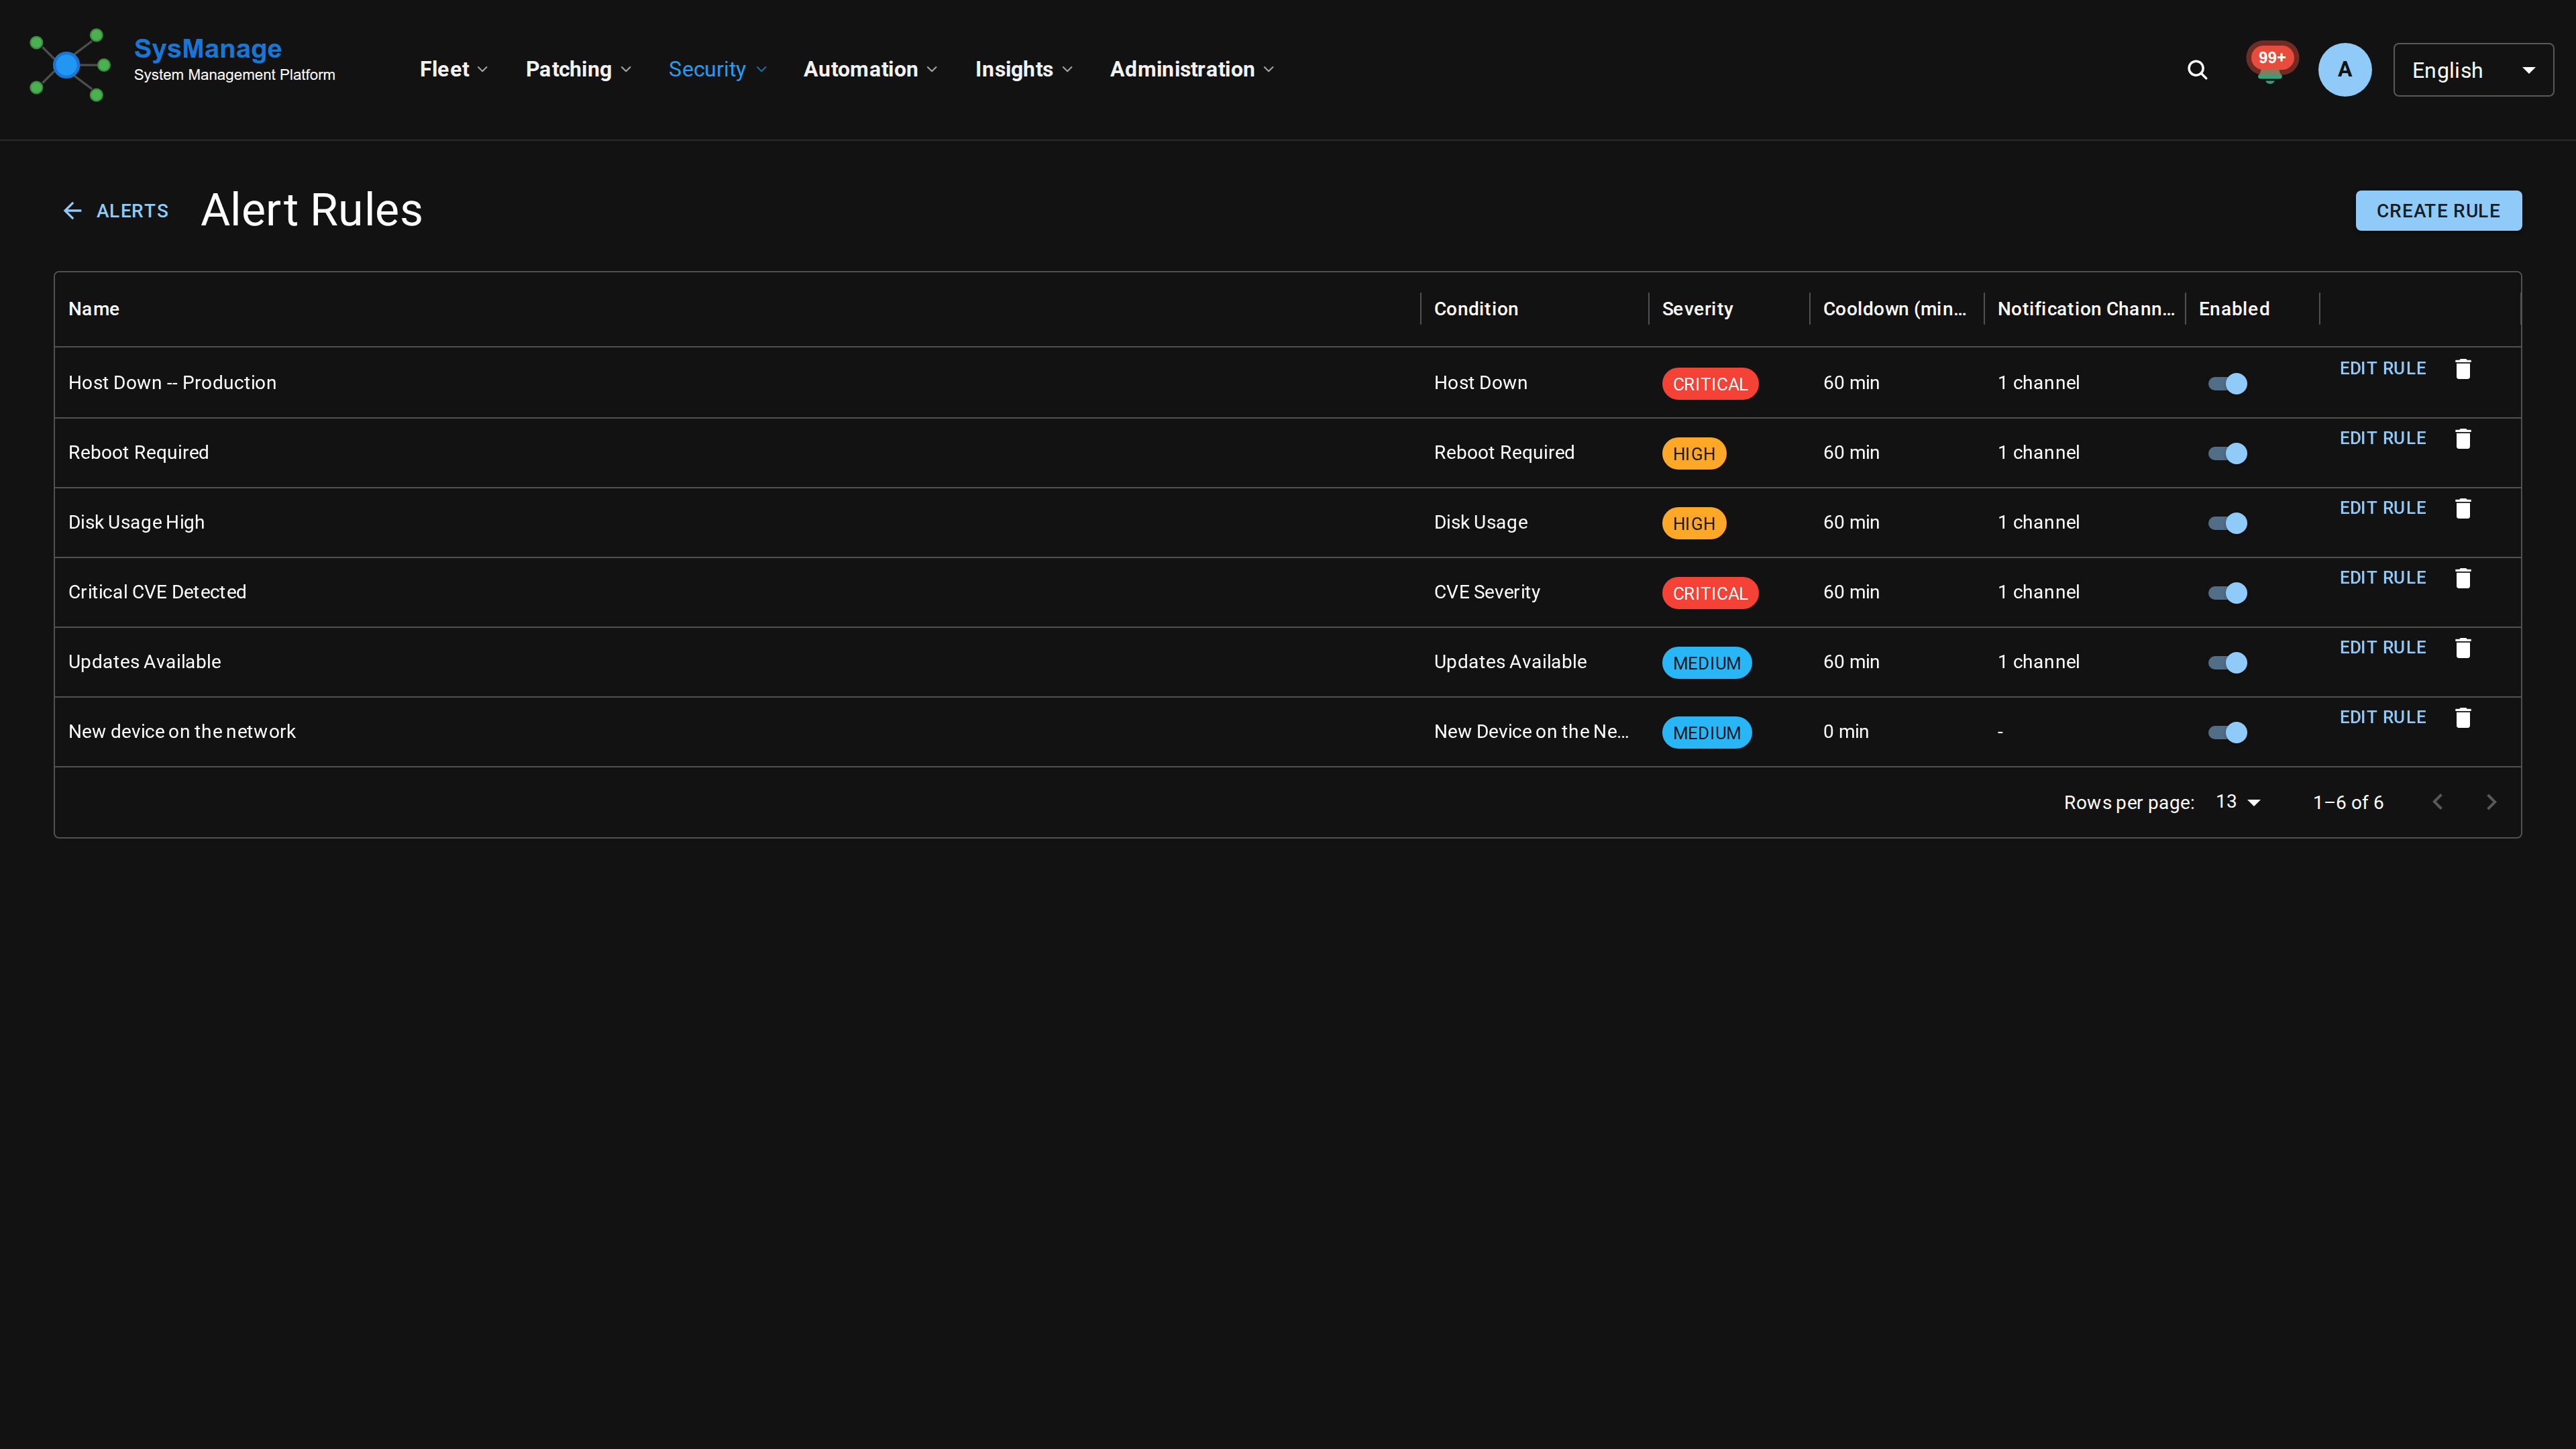 SysManage
System Management Platform
Fleet Patching Security Automation Insights Administration 99+ A English
ALERTS Alert Rules CREATE RULE
Name Condition Severity Cooldown (min... Notification Chann... Enabled
Host Down -- Production Host Down CRITICAL 60 min 1 channel EDIT RULE
Reboot Required Reboot Required HIGH 60 min 1 channel EDIT RULE
Disk Usage High Disk Usage HIGH 60 min 1 channel EDIT RULE
Critical CVE Detected CVE Severity CRITICAL 60 min 1 channel EDIT RULE
Updates Available Updates Available MEDIUM 60 min 1 channel EDIT RULE
New device on the network New Device on the Ne... MEDIUM 0 min - EDIT RULE
Rows per page: 13 1–6 of 6